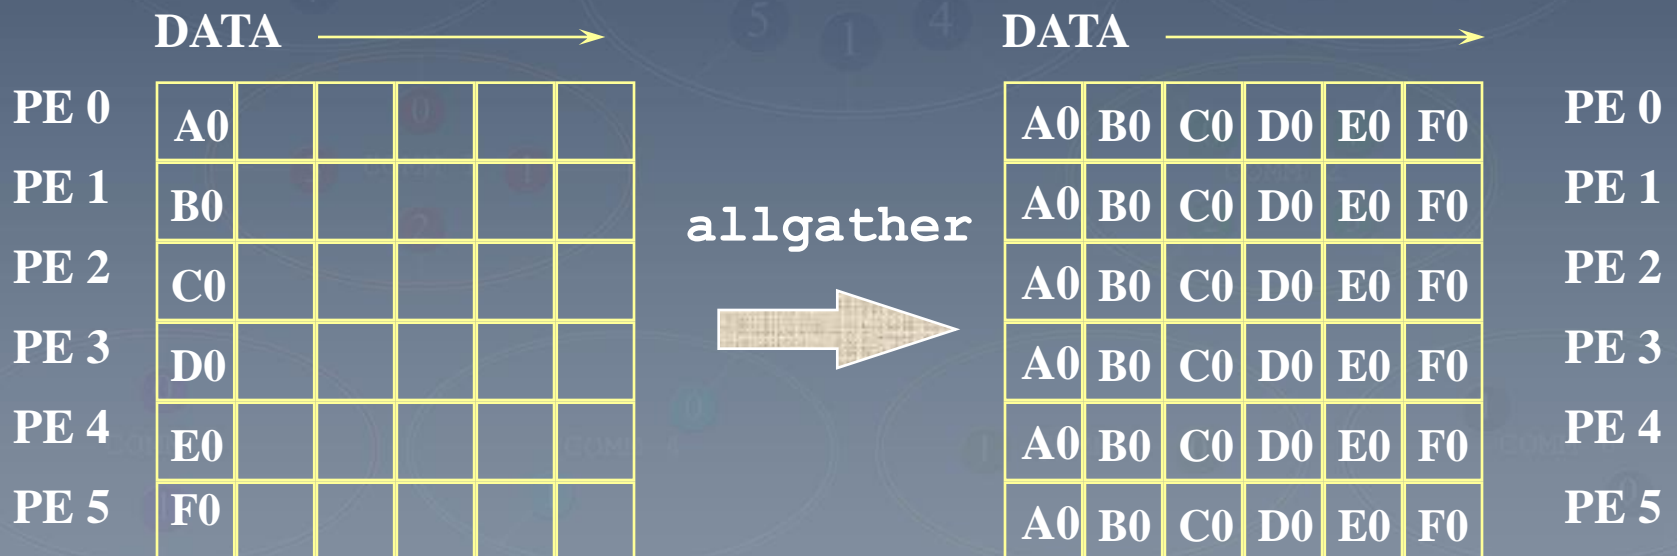 DATA DATA
PE 0 A0 A0 B0 C0 D0 E0 F0 PE 0
PE 1 B0 A0 B0 C0 D0 E0 F0 PE 1
allgather
PE 2 C0 A0 B0 C0 D0 E0 F0 PE 2
PE 3 D0 A0 B0 C0 D0 E0 F0 PE 3
PE 4 E0 A0 B0 C0 D0 E0 F0 PE 4
PE 5 F0 A0 B0 C0 D0 E0 F0 PE 5